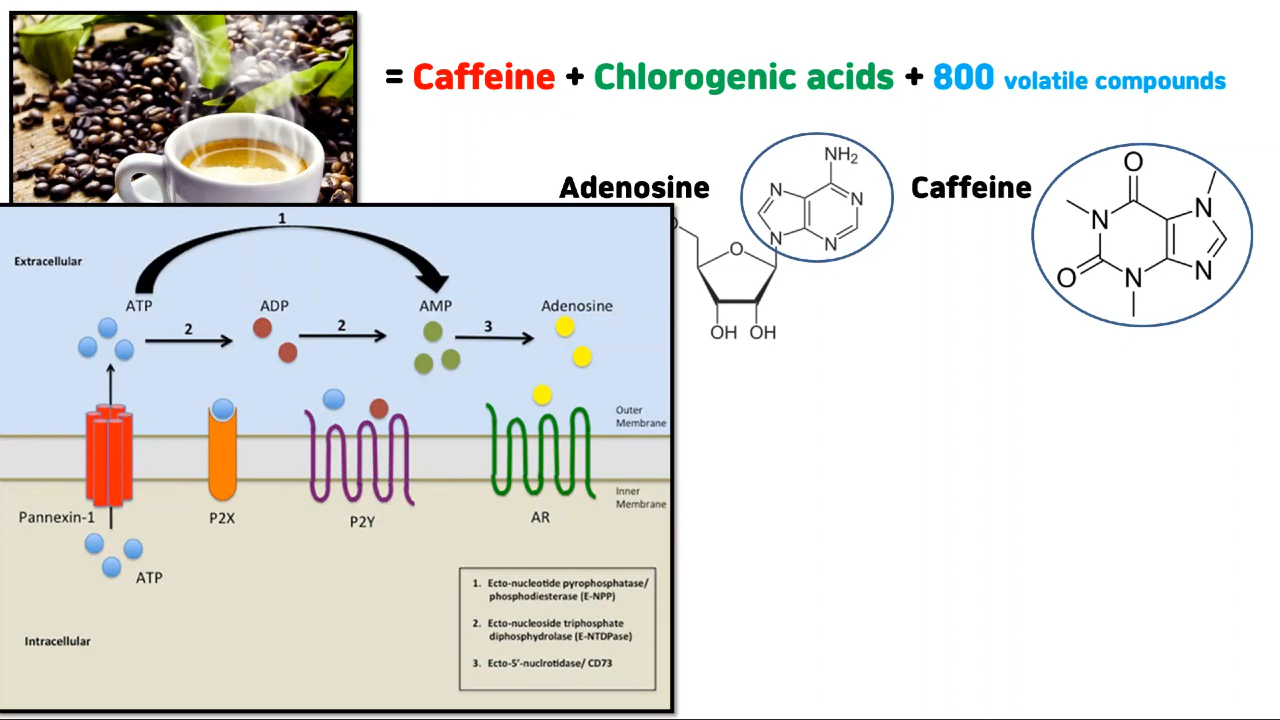 = Caffeine + Chlorogenic acids + 800 volatile compounds
Adenosine
NH₂
N
N
N
N
O
OH OH
Caffeine
O
N
N
O
N
N
1
Extracellular
ATP
ADP
AMP
Adenosine
2
2
3
Outer
Membrane
Inner
Membrane
Pannexin-1
P2X
P2Y
AR
ATP
Intracellular
1. Ecto-nucleotide pyrophosphatase/
phosphodiesterase (E-NPP)
2. Ecto-nucleoside triphosphate
diphosphydrolase (E-NTDPase)
3. Ecto-5'-nuclrotidase/ CD73